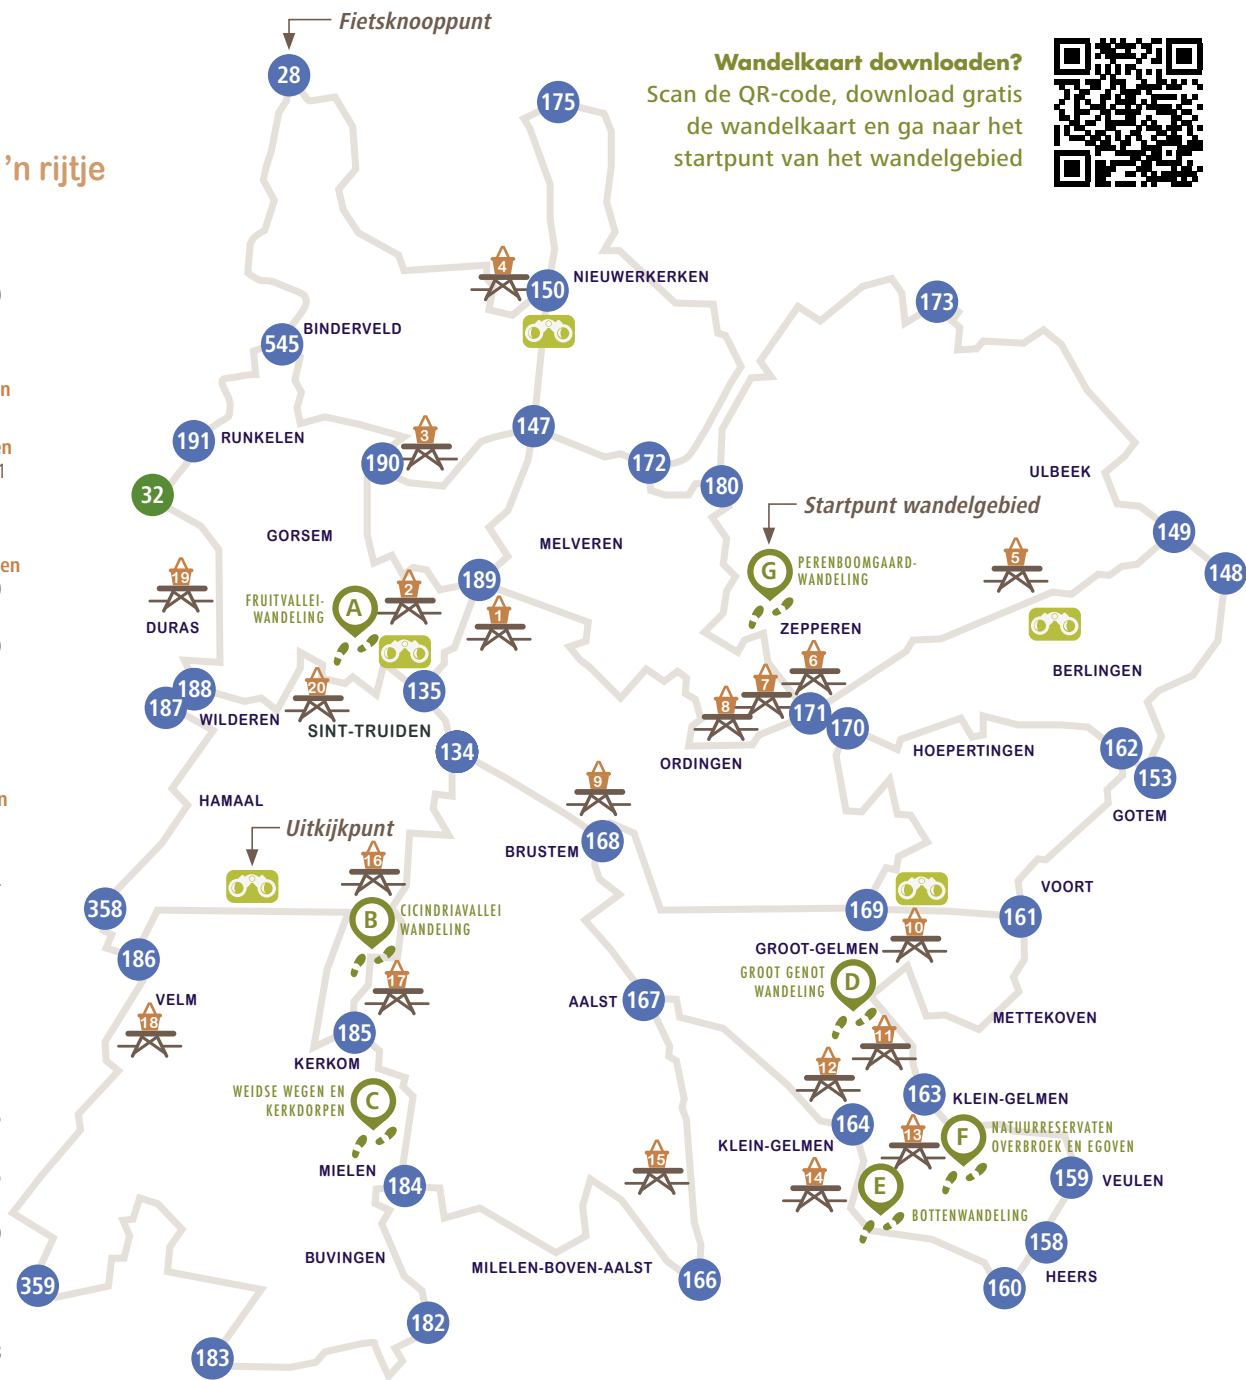 Fietsknooppunt
28
175
Wandelkaart downloaden?
Scan de QR-code, download gratis
de wandelkaart en ga naar het
startpunt van het wandelgebied
'n rijtje
4
150
NIEUWERKERKEN
173
BINDERVELD
545
n
191
RUNKELEN
3
190
147
172
180
ULBEEK
en
1
32
Startpunt wandelgebied
GORSEM
MELVEREN
149
148
G
PERENBOOMGAARD-
WANDELING
5
en
19
DURAS
FRUITVALLEI-
WANDELING
A
2
189
1
ZEPPEREN
6
BERLINGEN
7
8
20
188
187
WILDEREN
135
SINT-TRUIDEN
134
171
170
ORDINGEN
HOEPERTINGEN
162
153
GOTEM
9
n
HAMAAL
Uitkijkpunt
16
168
BRUSTEM
VOORT
358
B
CICINDRIAVALLEI
WANDELING
169
10
161
186
GROOT-GELMEN
17
VELM
18
GROOT GENOT
WANDELING
D
AALST
167
METTEKOVEN
185
KERKOM
11
12
WEIDSE WEGEN EN
KERKDORPEN
C
163
KLEIN-GELMEN
164
13
F
NATUURRESERVATEN
OVERBROEK EN EGOVEN
KLEIN-GELMEN
MIELEN
184
15
14
E
159
VEULEN
BOTTENWANDELING
158
BUVINGEN
MILELEN-BOVEN-AALST
166
160
HEERS
359
182
183